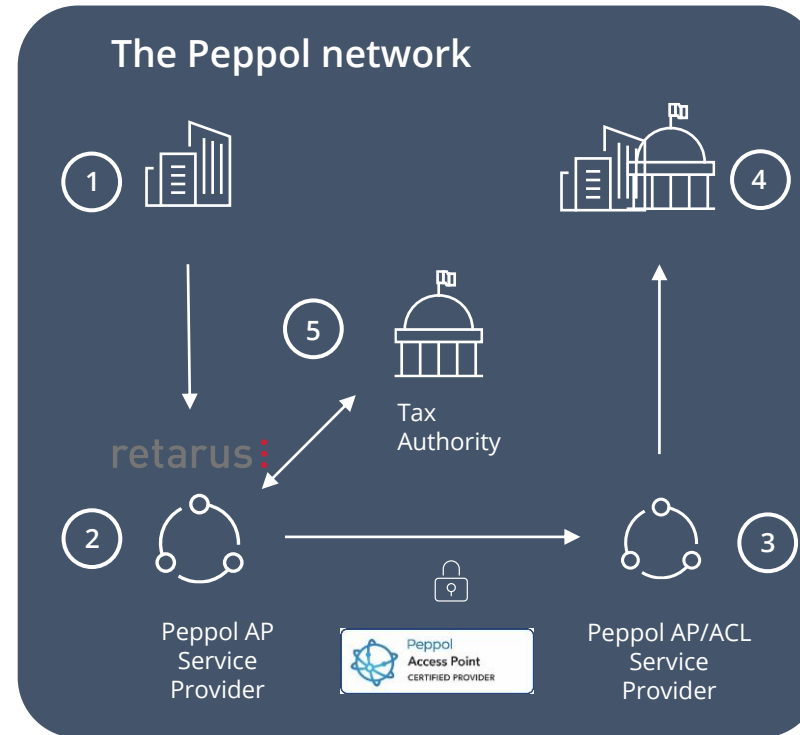 The Peppol network
1
4
5
Tax
Authority
retarus
2
3
Peppol AP
Service
Provider
Peppol
Access Point
CERTIFIED PROVIDER
Peppol AP/ACL
Service
Provider